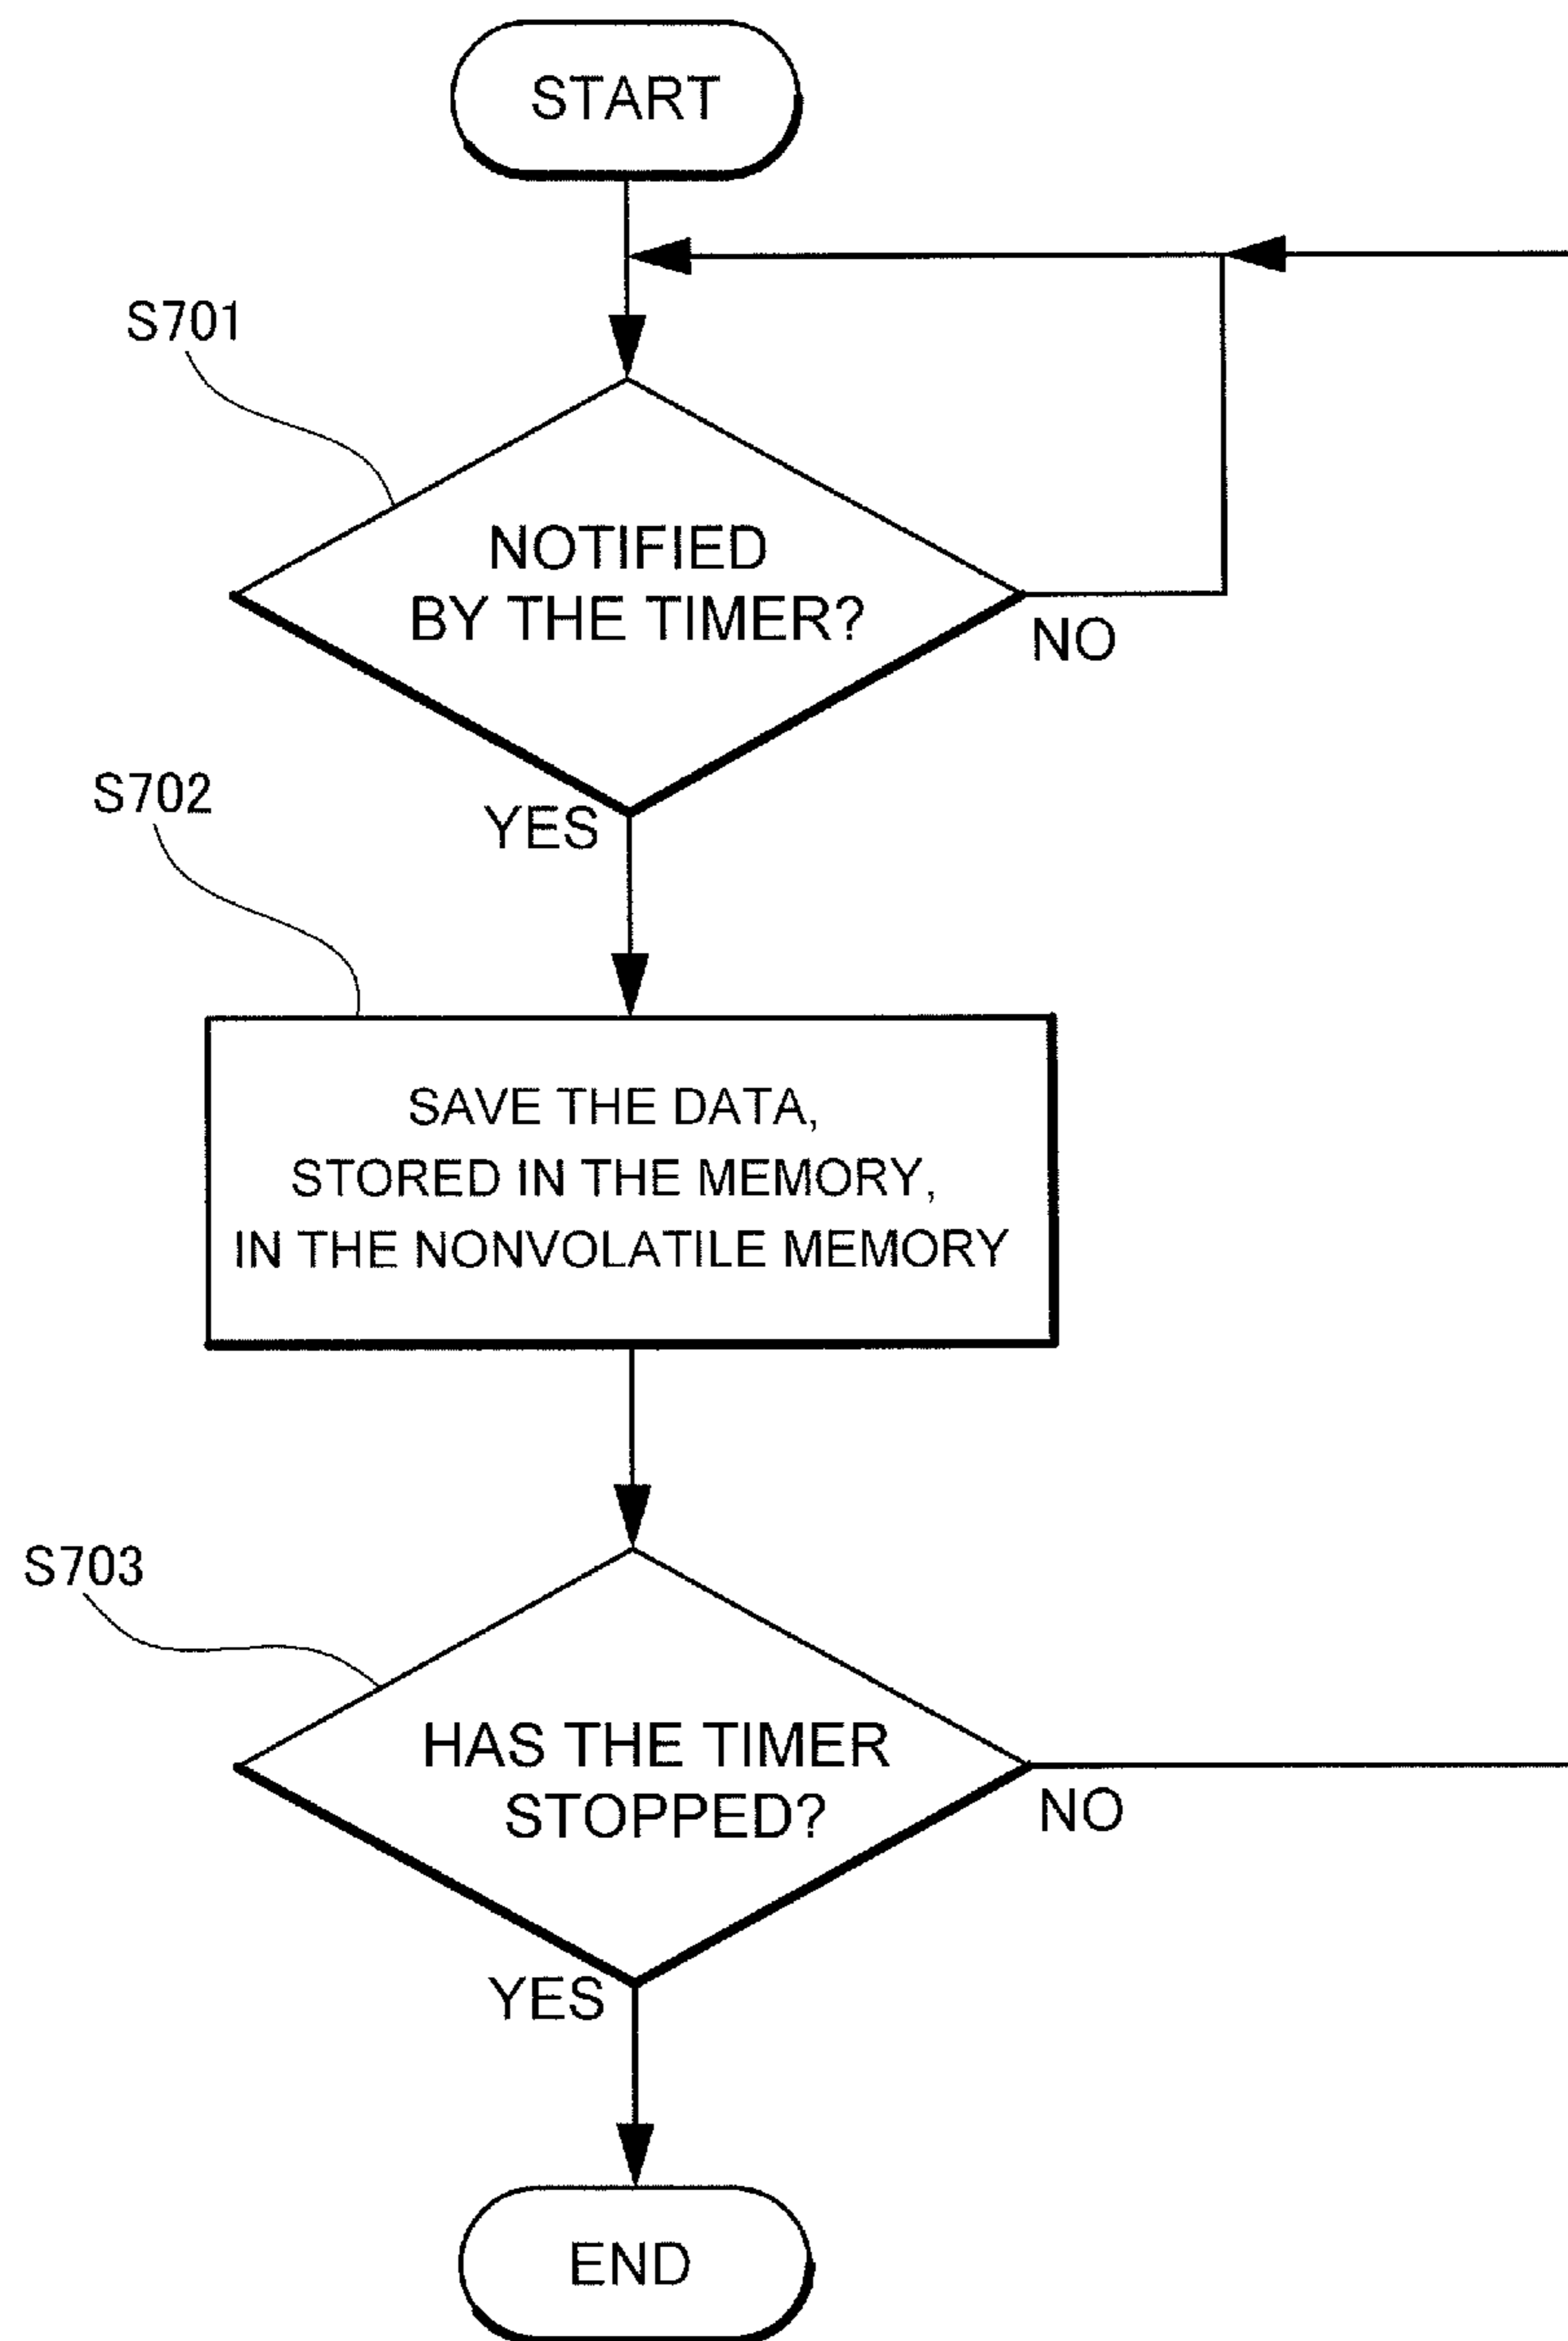 START
S701
NOTIFIED
BY THE TIMER?
NO
YES
S702
SAVE THE DATA,
STORED IN THE MEMORY,
IN THE NONVOLATILE MEMORY
S703
HAS THE TIMER
STOPPED?
NO
YES
END